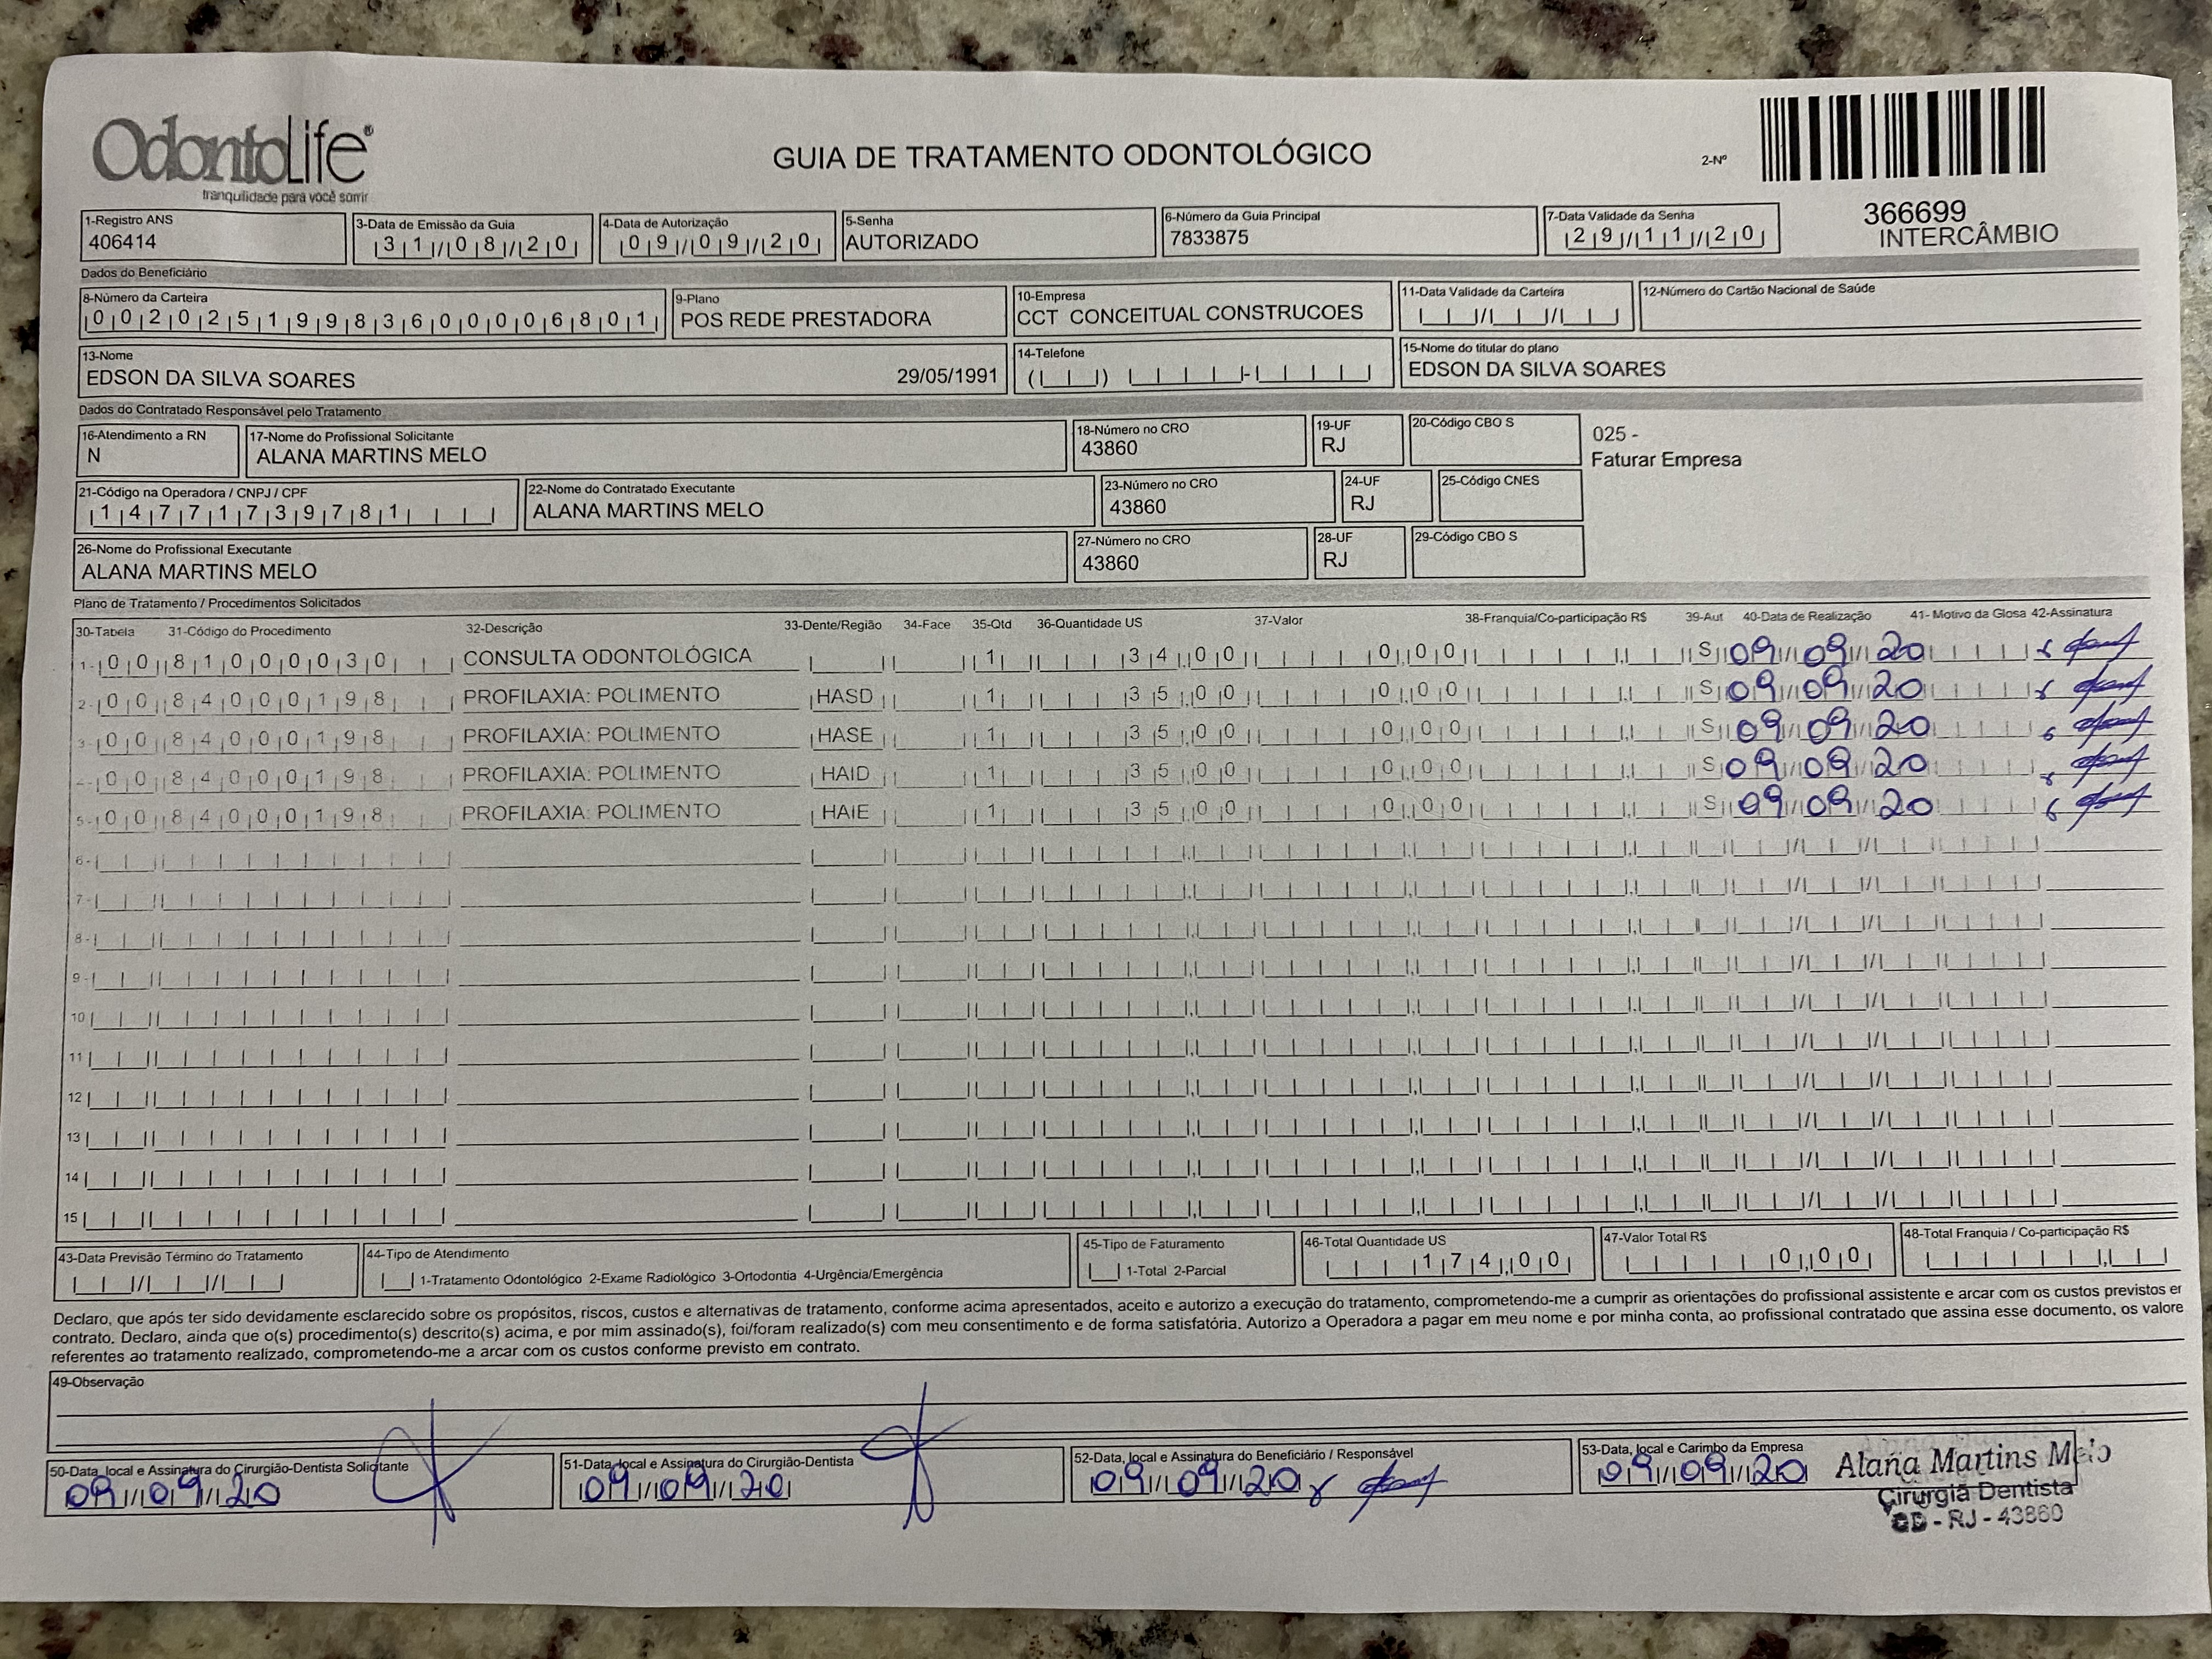 OdontoLife®
tranquilidade para você sorrir
GUIA DE TRATAMENTO ODONTOLÓGICO
2-Nº
366699
INTERCÂMBIO
1-Registro ANS
406414
3-Data de Emissão da Guia
31/08/20
4-Data de Autorização
09/09/20
5-Senha
AUTORIZADO
6-Número da Guia Principal
7833875
7-Data Validade da Senha
29/11/20
Dados do Beneficiário
8-Número da Carteira
00202519983600006801
9-Plano
POS REDE PRESTADORA
10-Empresa
CCT CONCEITUAL CONSTRUCOES
11-Data Validade da Carteira
12-Número do Cartão Nacional de Saúde
13-Nome
EDSON DA SILVA SOARES 29/05/1991
14-Telefone
15-Nome do titular do plano
EDSON DA SILVA SOARES
Dados do Contratado Responsável pelo Tratamento
16-Atendimento a RN
N
17-Nome do Profissional Solicitante
ALANA MARTINS MELO
18-Número no CRO
43860
19-UF
RJ
20-Código CBO S
025 -
Faturar Empresa
21-Código na Operadora / CNPJ / CPF
14771739781
22-Nome do Contratado Executante
ALANA MARTINS MELO
23-Número no CRO
43860
24-UF
RJ
25-Código CNES
26-Nome do Profissional Executante
ALANA MARTINS MELO
27-Número no CRO
43860
28-UF
RJ
29-Código CBO S
Plano de Tratamento / Procedimentos Solicitados
30-Tabela 31-Código do Procedimento 32-Descrição 33-Dente/Região 34-Face 35-Qtd 36-Quantidade US 37-Valor 38-Franquia/Co-participação R$ 39-Aut 40-Data de Realização 41- Motivo da Glosa 42-Assinatura
1- 00 81000030 CONSULTA ODONTOLÓGICA 1 34,00 0,00 S 09/09/20
2- 00 84000198 PROFILAXIA: POLIMENTO HASD 1 35,00 0,00 S 09/09/20
3- 00 84000198 PROFILAXIA: POLIMENTO HASE 1 35,00 0,00 S 09/09/20
4- 00 84000198 PROFILAXIA: POLIMENTO HAID 1 35,00 0,00 S 09/09/20
5- 00 84000198 PROFILAXIA: POLIMENTO HAIE 1 35,00 0,00 S 09/09/20
6-
7-
8-
9-
10
11
12
13
14
15
43-Data Previsão Término do Tratamento
44-Tipo de Atendimento
1-Tratamento Odontológico 2-Exame Radiológico 3-Ortodontia 4-Urgência/Emergência
45-Tipo de Faturamento
1-Total 2-Parcial
46-Total Quantidade US
174,00
47-Valor Total R$
0,00
48-Total Franquia / Co-participação R$
Declaro, que após ter sido devidamente esclarecido sobre os propósitos, riscos, custos e alternativas de tratamento, conforme acima apresentados, aceito e autorizo a execução do tratamento, comprometendo-me a cumprir as orientações do profissional assistente e arcar com os custos previstos er
contrato. Declaro, ainda que o(s) procedimento(s) descrito(s) acima, e por mim assinado(s), foi/foram realizado(s) com meu consentimento e de forma satisfatória. Autorizo a Operadora a pagar em meu nome e por minha conta, ao profissional contratado que assina esse documento, os valore
referentes ao tratamento realizado, comprometendo-me a arcar com os custos conforme previsto em contrato.
49-Observação
50-Data, local e Assinatura do Cirurgião-Dentista Solicitante
09/09/20
51-Data, local e Assinatura do Cirurgião-Dentista
09/09/20
52-Data, local e Assinatura do Beneficiário / Responsável
09/09/20
53-Data, local e Carimbo da Empresa
09/09/20
Alana Martins Melo
Cirurgiã Dentista
CD - RJ - 43860